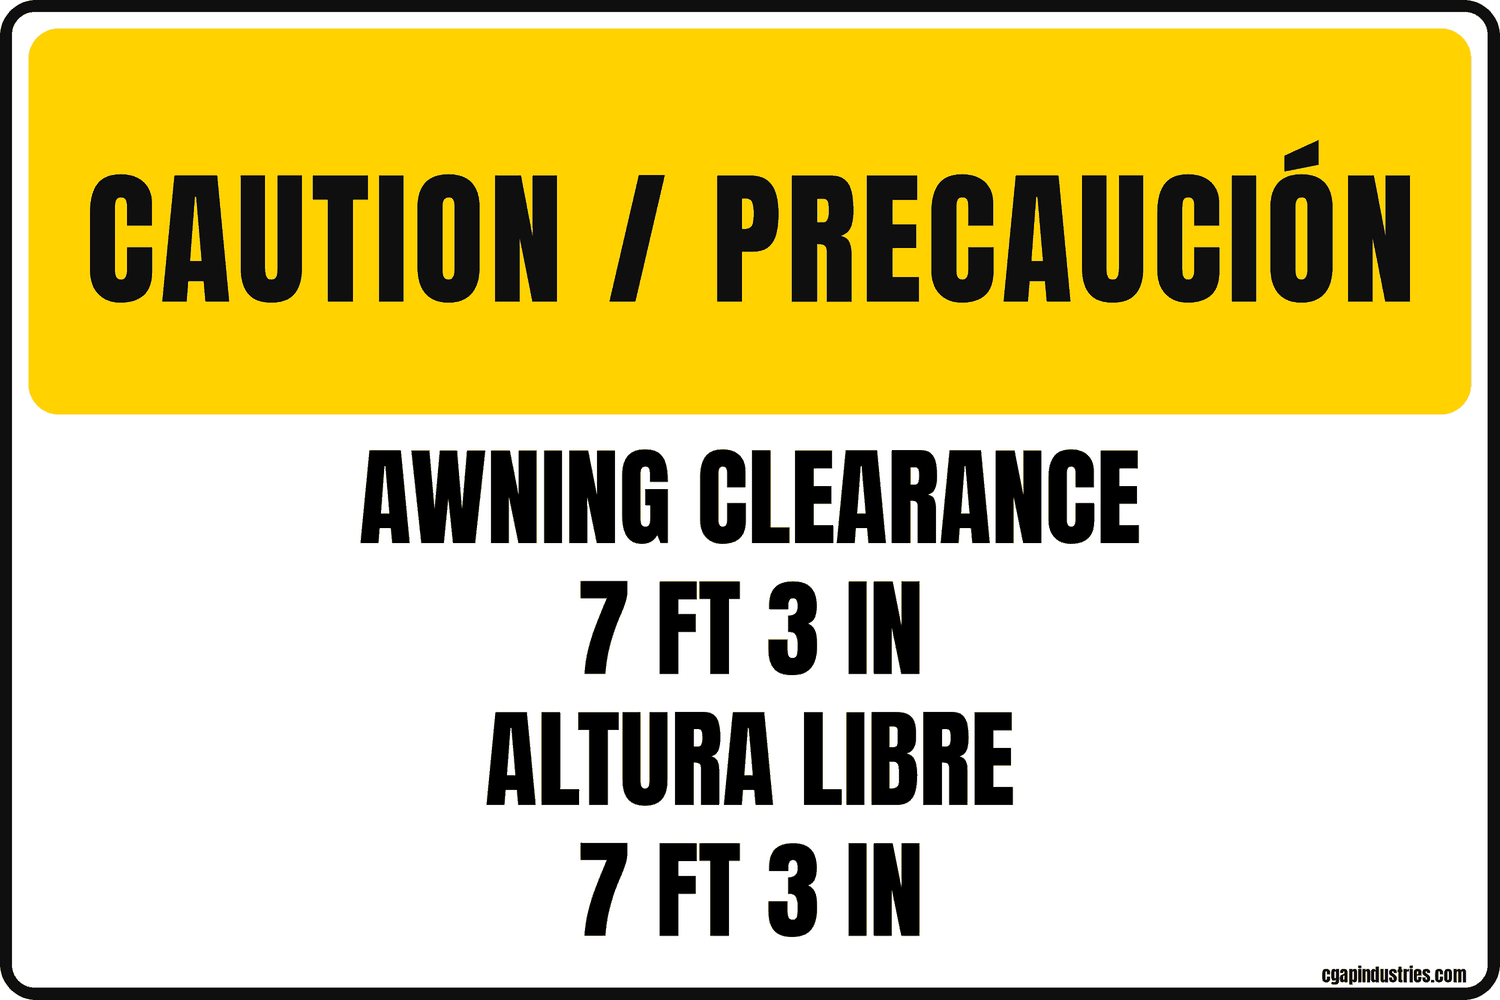 CAUTION / PRECAUCIÓN
AWNING CLEARANCE
7 FT 3 IN
ALTURA LIBRE
7 FT 3 IN
cgapindustries.com